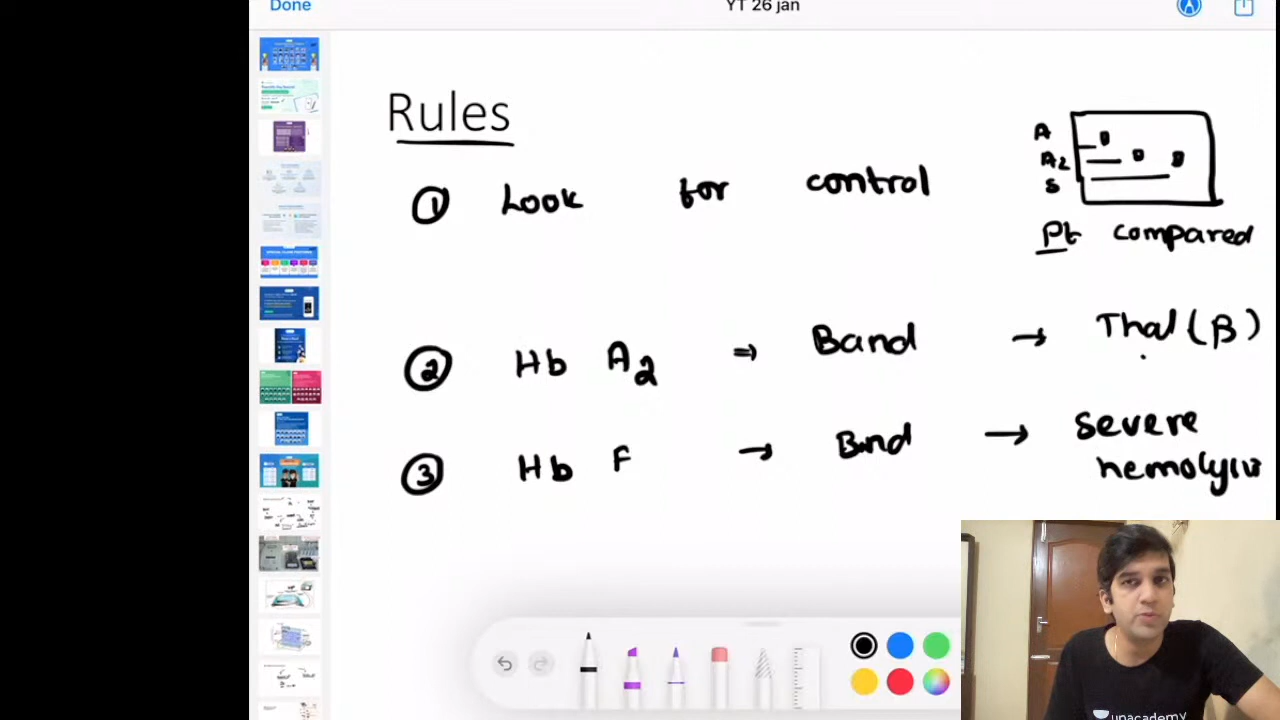 Done
YT 26 jan
Rules
A
A2
S
① Look for control
Pt compared
② Hb A2 ⇒ Band → Thal (β)
③ Hb F → Band → Severe
hemolysis
unacademy